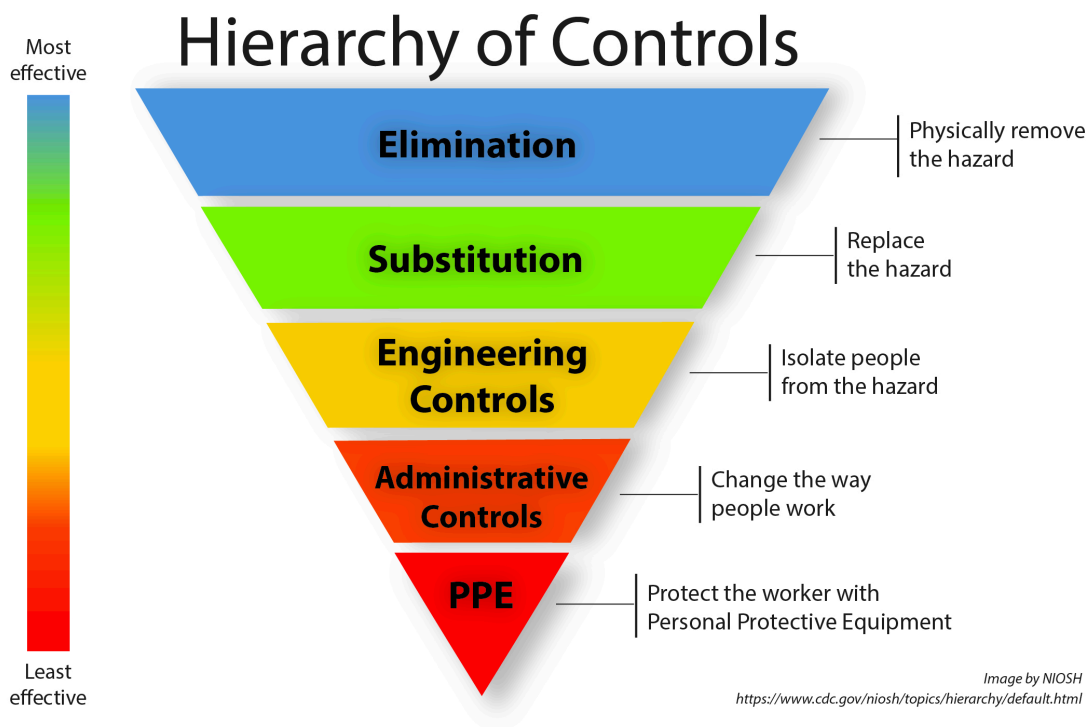 Hierarchy of Controls
Most
effective
Elimination
Physically remove
the hazard
Substitution
Replace
the hazard
Engineering
Controls
Isolate people
from the hazard
Administrative
Controls
Change the way
people work
PPE
Protect the worker with
Personal Protective Equipment
Least
effective
Image by NIOSH
https://www.cdc.gov/niosh/topics/hierarchy/default.html